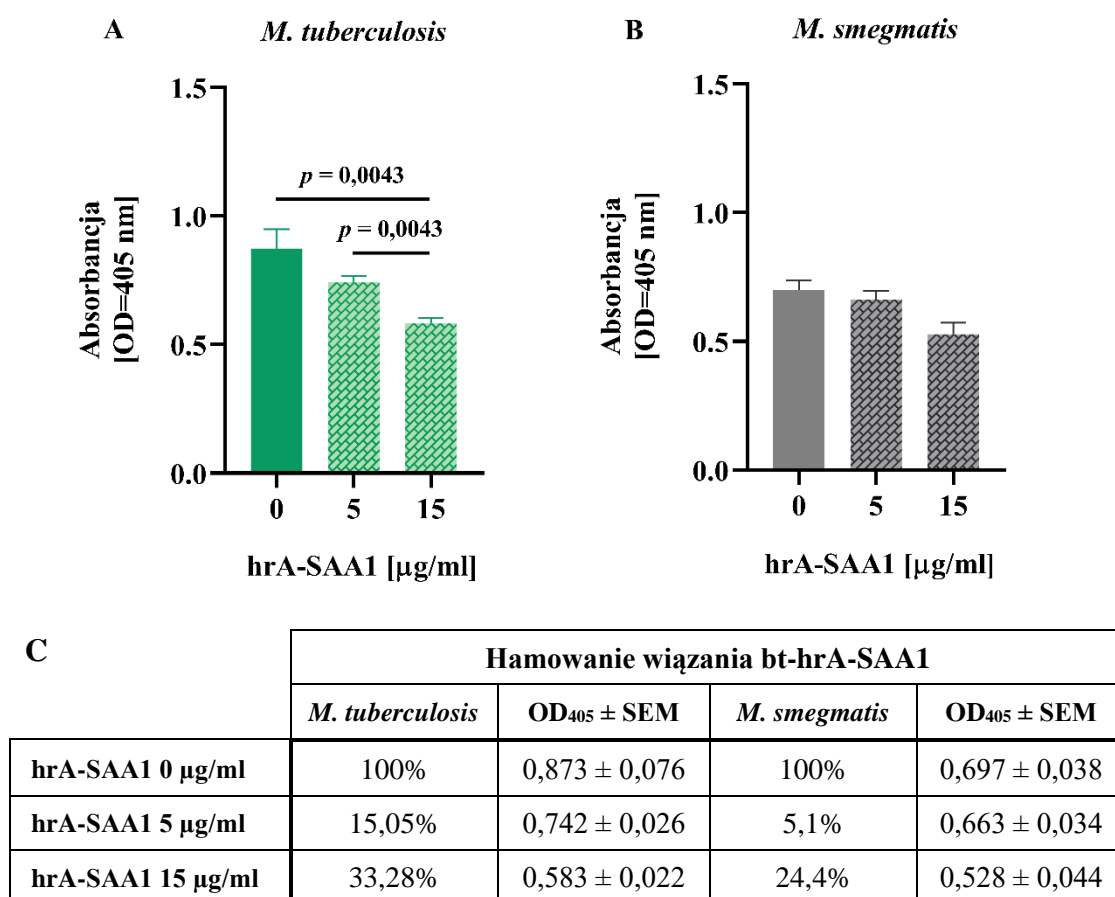 A
M. tuberculosis
1.5
1.0
0.5
0.0
Absorbancja
[OD=405 nm]
p = 0,0043
p = 0,0043
0 5 15
hrA-SAA1 [μg/ml]
B
M. smegmatis
1.5
1.0
0.5
0.0
Absorbancja
[OD=405 nm]
0 5 15
hrA-SAA1 [μg/ml]
C
Hamowanie wiązania bt-hrA-SAA1
M. tuberculosis OD405 ± SEM M. smegmatis OD405 ± SEM
hrA-SAA1 0 μg/ml 100% 0,873 ± 0,076 100% 0,697 ± 0,038
hrA-SAA1 5 μg/ml 15,05% 0,742 ± 0,026 5,1% 0,663 ± 0,034
hrA-SAA1 15 μg/ml 33,28% 0,583 ± 0,022 24,4% 0,528 ± 0,044